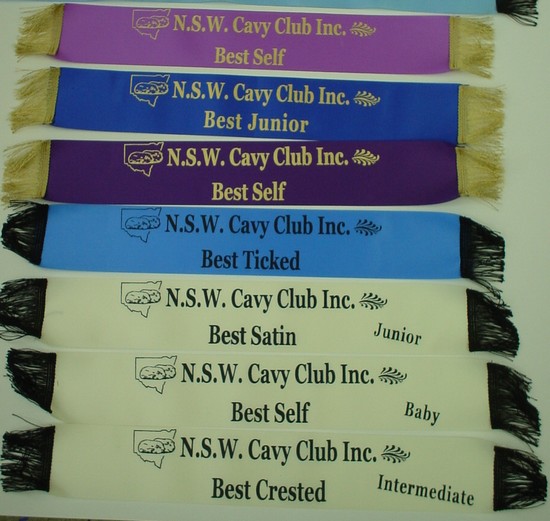 N.S.W. Cavy Club Inc.
Best Self
N.S.W. Cavy Club Inc.
Best Junior
N.S.W. Cavy Club Inc.
Best Self
N.S.W. Cavy Club Inc.
Best Ticked
N.S.W. Cavy Club Inc.
Best Satin Junior
N.S.W. Cavy Club Inc.
Best Self Baby
N.S.W. Cavy Club Inc.
Best Crested Intermediate